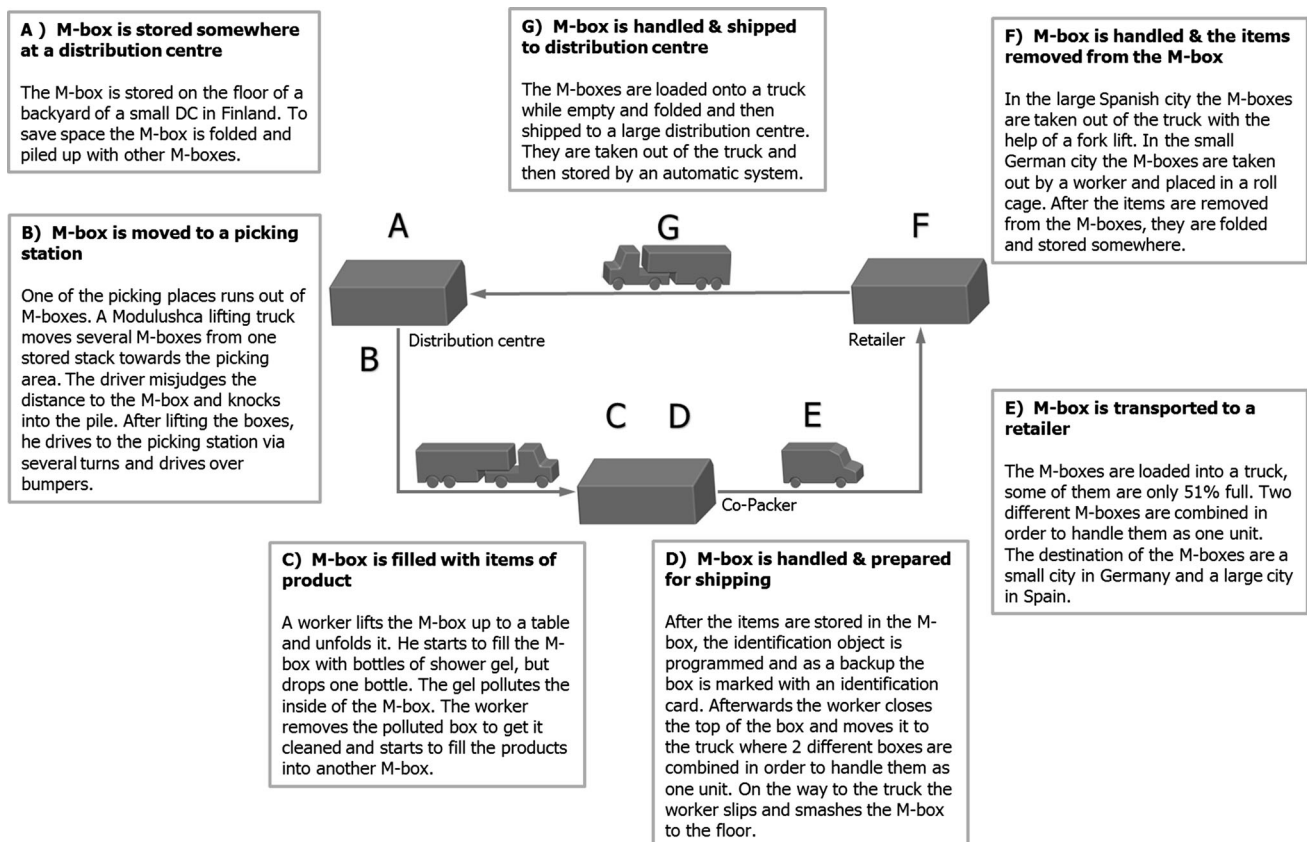 A ) M-box is stored somewhere
at a distribution centre
The M-box is stored on the floor of a
backyard of a small DC in Finland. To
save space the M-box is folded and
piled up with other M-boxes.
G) M-box is handled & shipped
to distribution centre
The M-boxes are loaded onto a truck
while empty and folded and then
shipped to a large distribution centre.
They are taken out of the truck and
then stored by an automatic system.
F) M-box is handled & the items
removed from the M-box
In the large Spanish city the M-boxes
are taken out of the truck with the
help of a fork lift. In the small
German city the M-boxes are taken
out by a worker and placed in a roll
cage. After the items are removed
from the M-boxes, they are folded
and stored somewhere.
B) M-box is moved to a picking
station
One of the picking places runs out of
M-boxes. A Modulushca lifting truck
moves several M-boxes from one
stored stack towards the picking
area. The driver misjudges the
distance to the M-box and knocks
into the pile. After lifting the boxes,
he drives to the picking station via
several turns and drives over
bumpers.
A
G
F
B
Distribution centre
Retailer
C
D
E
Co-Packer
E) M-box is transported to a
retailer
The M-boxes are loaded into a truck,
some of them are only 51% full. Two
different M-boxes are combined in
order to handle them as one unit.
The destination of the M-boxes are a
small city in Germany and a large city
in Spain.
C) M-box is filled with items of
product
A worker lifts the M-box up to a table
and unfolds it. He starts to fill the M-
box with bottles of shower gel, but
drops one bottle. The gel pollutes the
inside of the M-box. The worker
removes the polluted box to get it
cleaned and starts to fill the products
into another M-box.
D) M-box is handled & prepared
for shipping
After the items are stored in the M-
box, the identification object is
programmed and as a backup the
box is marked with an identification
card. Afterwards the worker closes
the top of the box and moves it to
the truck where 2 different boxes are
combined in order to handle them as
one unit. On the way to the truck the
worker slips and smashes the M-box
to the floor.